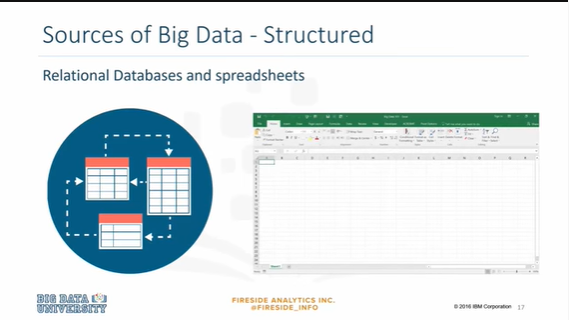 Sources of Big Data - Structured
Relational Databases and spreadsheets
BIG DATA
UNIVERSITY
FIRESIDE ANALYTICS INC.
@FIRESIDE_INFO
© 2016 IBM Corporation 17